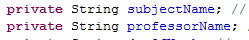 private String subjectName; //
private String professorName;